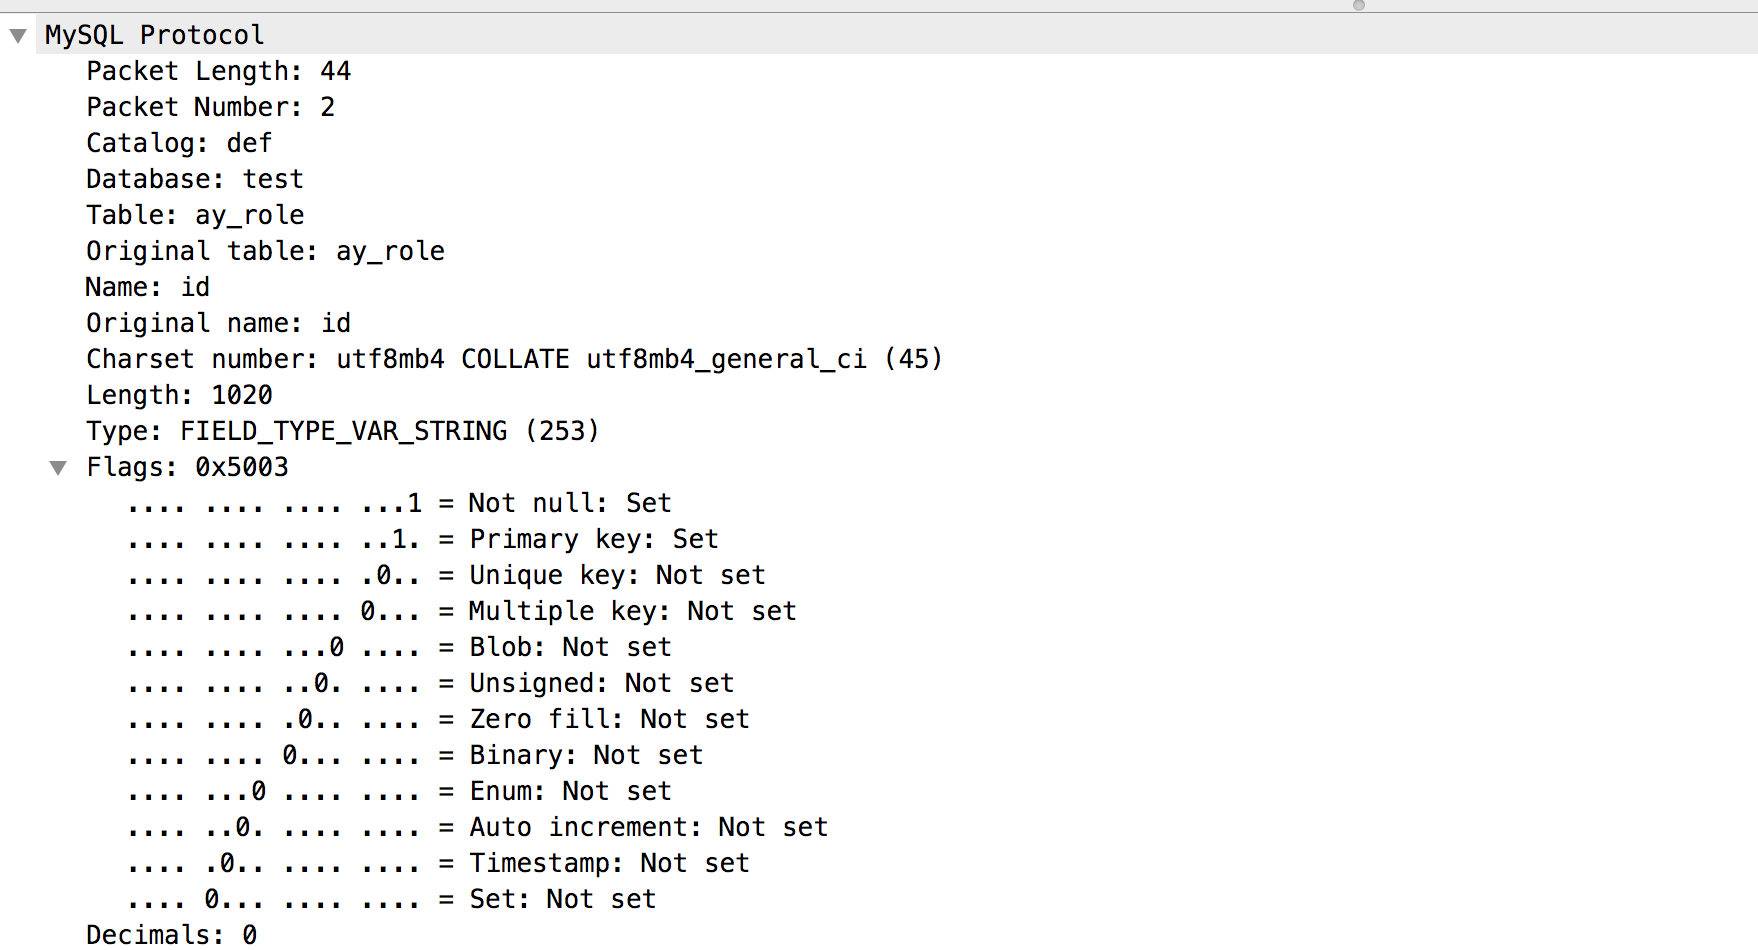 MySQL Protocol
Packet Length: 44
Packet Number: 2
Catalog: def
Database: test
Table: ay_role
Original table: ay_role
Name: id
Original name: id
Charset number: utf8mb4 COLLATE utf8mb4_general_ci (45)
Length: 1020
Type: FIELD_TYPE_VAR_STRING (253)
Flags: 0x5003
.... .... .... ...1 = Not null: Set
.... .... .... ..1. = Primary key: Set
.... .... .... .0.. = Unique key: Not set
.... .... .... 0... = Multiple key: Not set
.... .... ...0 .... = Blob: Not set
.... .... ..0. .... = Unsigned: Not set
.... .... .0.. .... = Zero fill: Not set
.... .... 0... .... = Binary: Not set
.... ...0 .... .... = Enum: Not set
.... ..0. .... .... = Auto increment: Not set
.... .0.. .... .... = Timestamp: Not set
.... 0... .... .... = Set: Not set
Decimals: 0